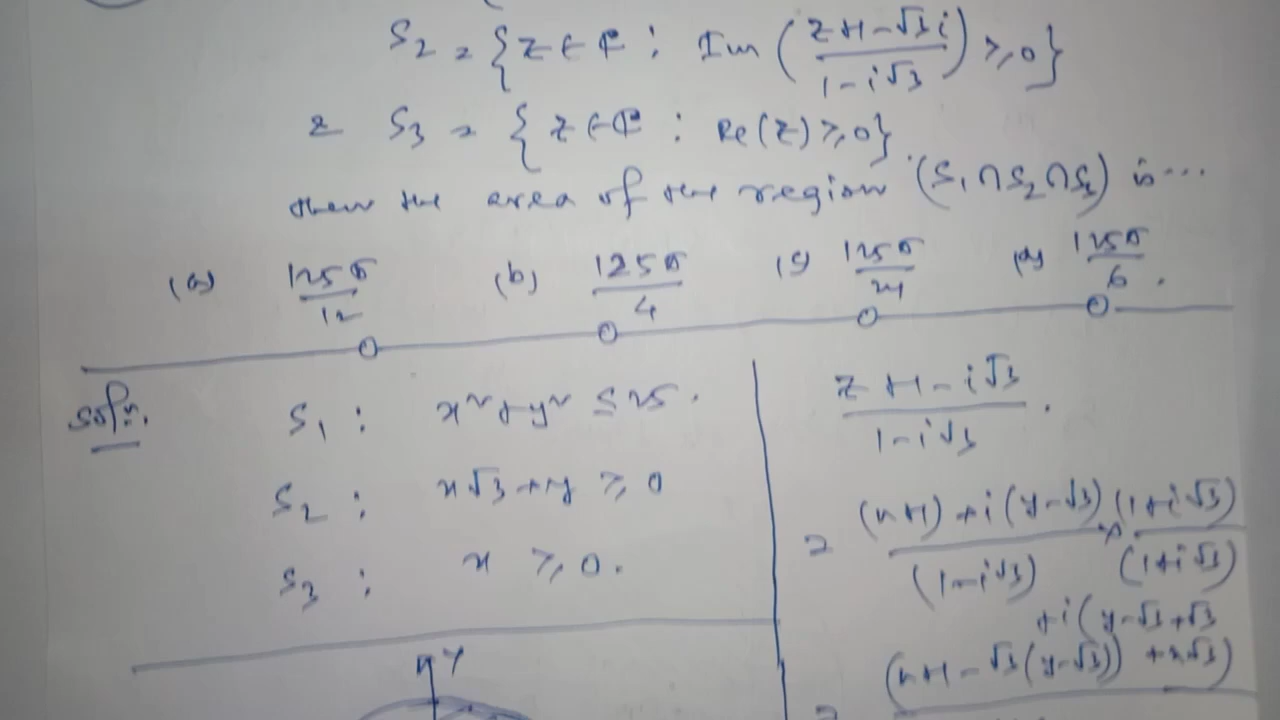 S₂ = {z ∈ ℂ : Im ( (z+1-√3i) / (1-i√3) ) ≥ 0}
& S₃ = {z ∈ ℂ : Re(z) ≥ 0}
then the area of the region (S₁ ∩ S₂ ∩ S₃) is ...
(a) 125π/12 (b) 125π/4 (c) 125π/24 (d) 125π/6 .
Soln.
S₁ : x² + y² ≤ 25 .
S₂ : x√3 + y ≥ 0
S₃ : x ≥ 0 .
Y
(z+1-i√3) / (1-i√3) .
= ((x+1) + i(y-√3)) / (1-i√3) × (1+i√3) / (1+i√3)
+i(y-√3+√3
= (x+1-√3(y-√3)) +x√3)